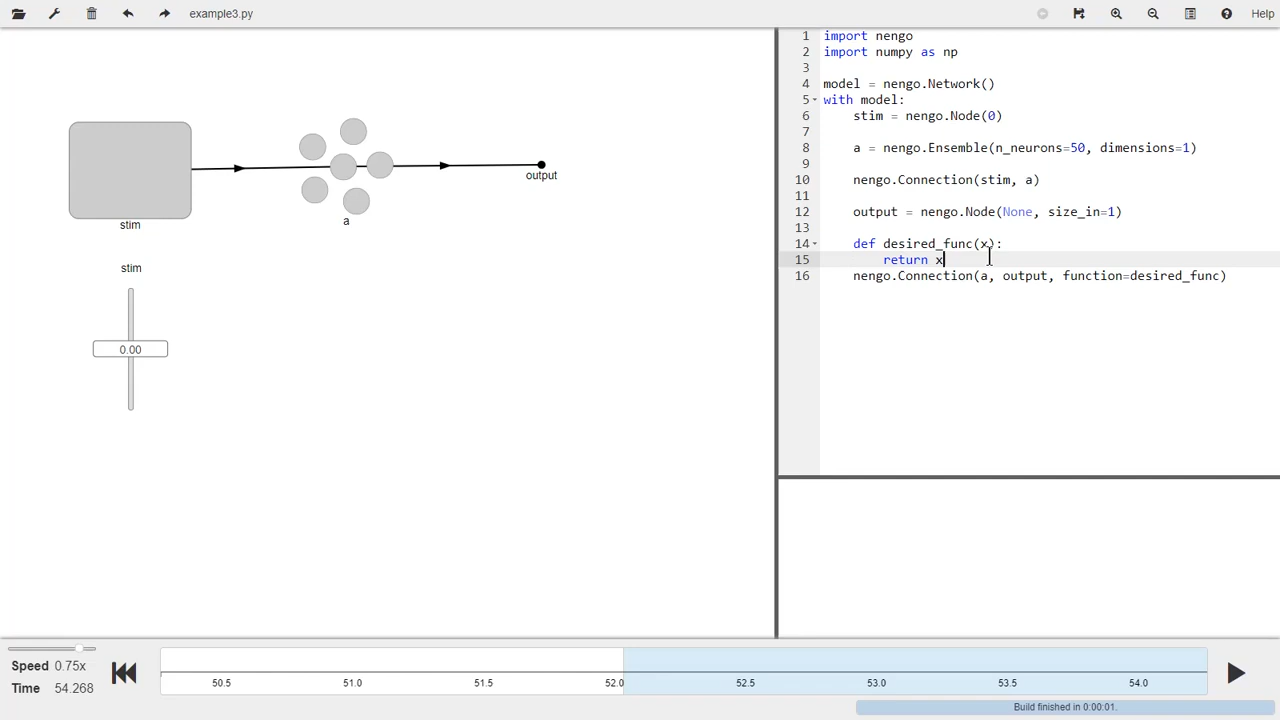 example3.py
Help
1 import nengo
2 import numpy as np
3
4 model = nengo.Network()
5 with model:
6 stim = nengo.Node(0)
7
8 a = nengo.Ensemble(n_neurons=50, dimensions=1)
9
10 nengo.Connection(stim, a)
11
12 output = nengo.Node(None, size_in=1)
13
14 def desired_func(x):
15 return x
16 nengo.Connection(a, output, function=desired_func)
stim
a
output
stim
0.00
Speed 0.75x
Time 54.268
50.5 51.0 51.5 52.0 52.5 53.0 53.5 54.0
Build finished in 0:00:01.